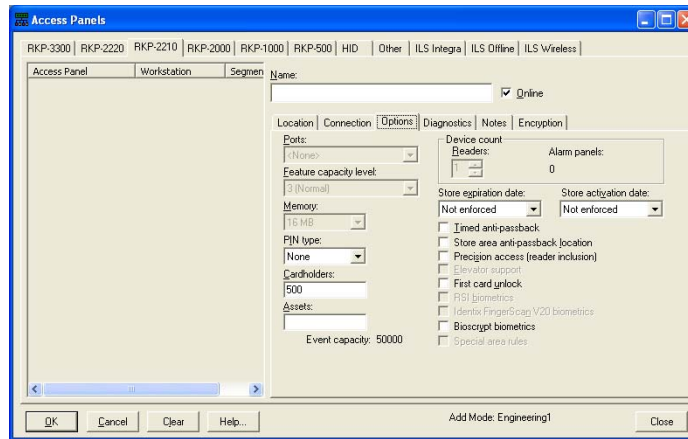 Access Panels
RKP-3300 RKP-2220 RKP-2210 RKP-2000 RKP-1000 RKP-500 HID Other ILS Integra ILS Offline ILS Wireless
Access Panel Workstation Segmen
Name:
Online
Location Connection Options Diagnostics Notes Encryption
Ports:
<None>
Feature capacity level:
3 (Normal)
Memory:
16 MB
PIN type:
None
Cardholders:
500
Assets:
Event capacity: 50000
Device count
Readers: Alarm panels:
1 0
Store expiration date: Store activation date:
Not enforced Not enforced
Timed anti-passback
Store area anti-passback location
Precision access (reader inclusion)
Elevator support
First card unlock
RSI biometrics
Identix FingerScan V20 biometrics
Bioscrypt biometrics
Special area rules
OK Cancel Clear Help... Add Mode: Engineering1 Close